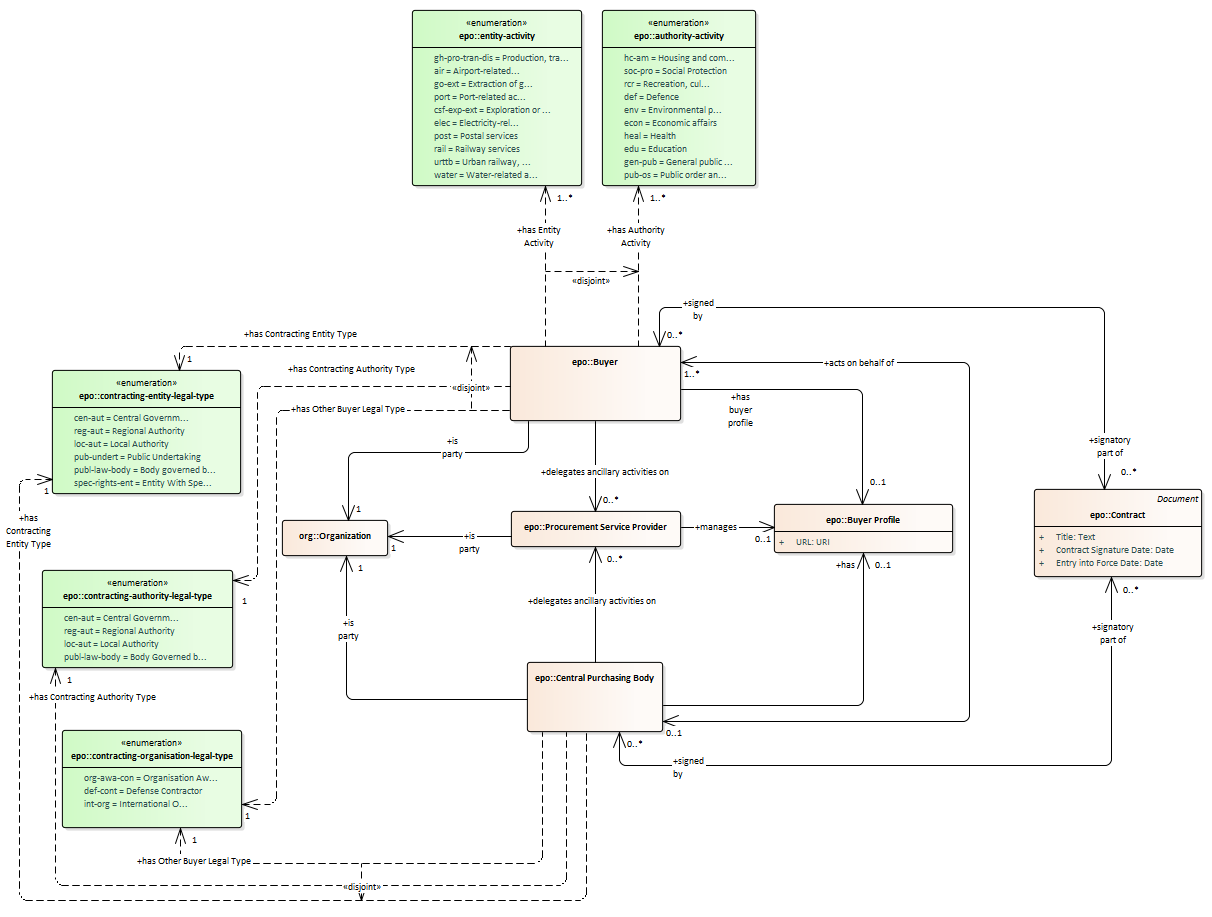 «enumeration»
epo::entity-activity
gh-pro-tran-dis = Production, tra...
air = Airport-related...
go-ext = Extraction of g...
port = Port-related ac...
csf-exp-ext = Exploration or ...
elec = Electricity-rel...
post = Postal services
rail = Railway services
urttb = Urban railway, ...
water = Water-related a...
«enumeration»
epo::authority-activity
hc-am = Housing and com...
soc-pro = Social Protection
rcr = Recreation, cul...
def = Defence
env = Environmental p...
econ = Economic affairs
heal = Health
edu = Education
gen-pub = General public ...
pub-os = Public order an...
1..*
1..*
+has Entity
Activity
+has Authority
Activity
«disjoint»
+signed
by
0..*
+has Contracting Entity Type
1
epo::Buyer
+acts on behalf of
1..*
+has Contracting Authority Type
«disjoint»
+has Other Buyer Legal Type
«enumeration»
epo::contracting-entity-legal-type
cen-aut = Central Governm...
reg-aut = Regional Authority
loc-aut = Local Authority
pub-undert = Public Undertaking
publ-law-body = Body governed b...
spec-rights-ent = Entity With Spe...
1
+has
buyer
profile
+is
party
+delegates ancillary activities on
+signatory
part of
0..*
0..1
0..*
1
+has
Contracting
Entity Type
org::Organization
1
+is
party
epo::Procurement Service Provider
+manages
0..1
epo::Buyer Profile
+ URL: URI
Document
epo::Contract
+ Title: Text
+ Contract Signature Date: Date
+ Entry into Force Date: Date
1
0..*
+has
0..1
0..*
«enumeration»
epo::contracting-authority-legal-type
cen-aut = Central Governm...
reg-aut = Regional Authority
loc-aut = Local Authority
publ-law-body = Body Governed b...
1
+is
party
+delegates ancillary activities on
+signatory
part of
1
+has Contracting Authority Type
epo::Central Purchasing Body
0..1
0..*
+signed
by
«enumeration»
epo::contracting-organisation-legal-type
org-awa-con = Organisation Aw...
def-cont = Defense Contractor
int-org = International O...
1
1
+has Other Buyer Legal Type
«disjoint»